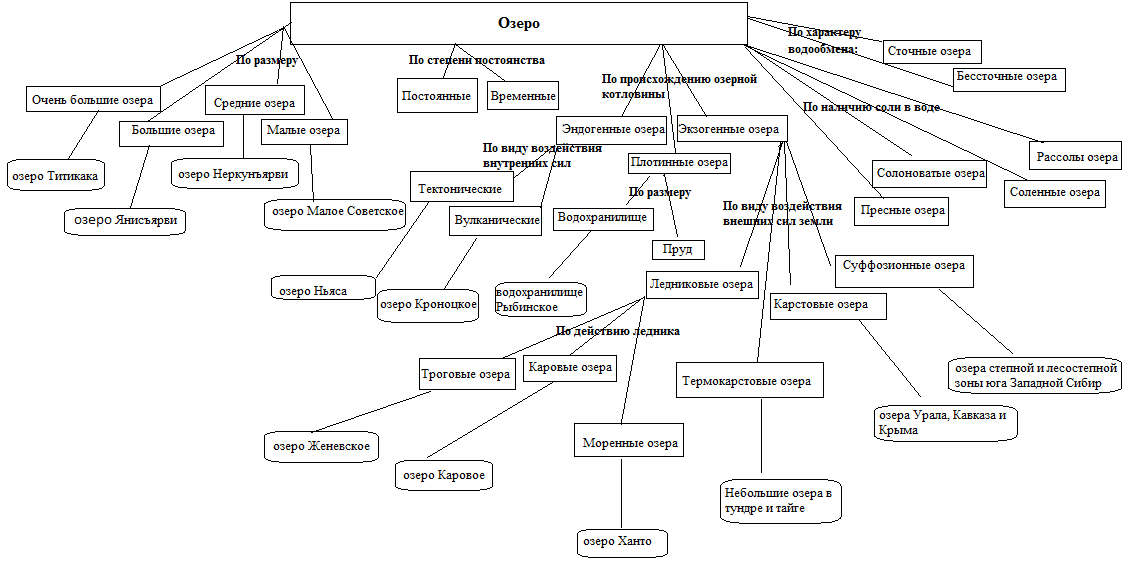 Озеро
По характеру
водообмена:
Сточные озера
По размеру
По степени постоянства
По происхождению озерной
котловины
Бессточные озера
Очень большие озера
Средние озера
Постоянные
Временные
По наличию соли в воде
Большие озера
Малые озера
Эндогенные озера
Экзогенные озера
По виду воздействия
внутренних сил
Плотинные озера
Рассолы озера
озеро Титикака
озеро Неркунъярви
Тектонические
По размеру
Солоноватые озера
Соленные озера
озеро Янисъярви
озеро Малое Советское
Вулканические
Водохранилище
По виду воздействия
внешних сил земли
Пресные озера
Пруд
Суффозионные озера
озеро Ньяса
озеро Кроноцкое
водохранилище
Рыбинское
Ледниковые озера
Карстовые озера
По действию ледника
Троговые озера
Каровые озера
Термокарстовые озера
озера степной и лесостепной
зоны юга Западной Сибир
озера Урала, Кавказа и
Крыма
озеро Женевское
Моренные озера
озеро Каровое
Небольшие озера в
тундре и тайге
озеро Ханто